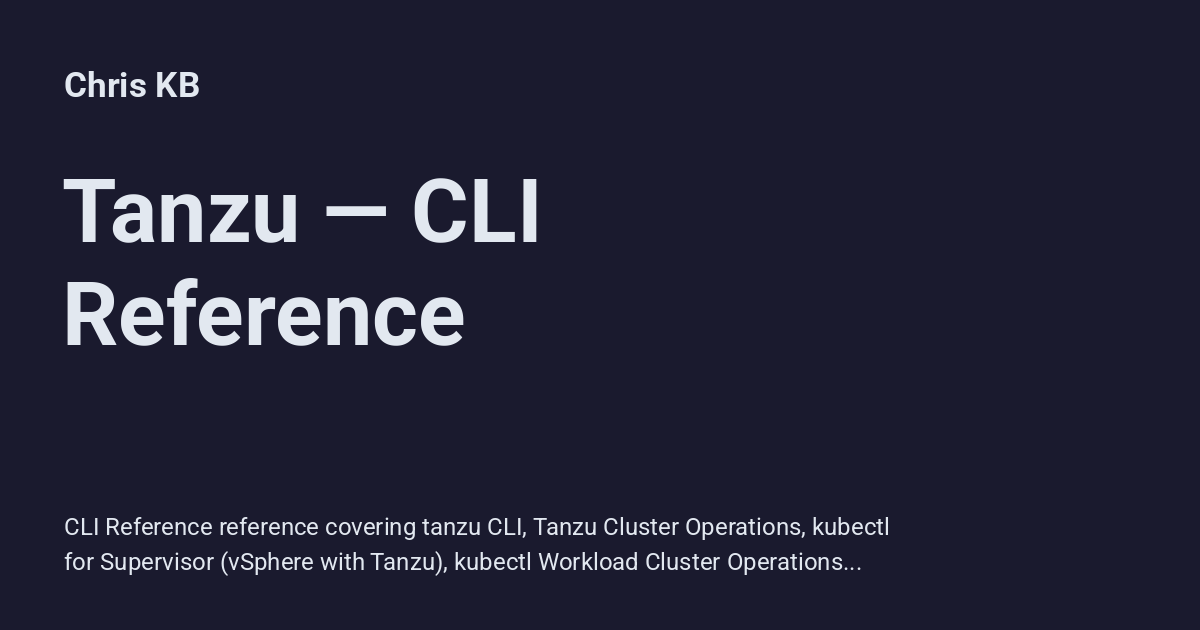 Chris KB
Tanzu — CLI
Reference
CLI Reference reference covering tanzu CLI, Tanzu Cluster Operations, kubectl
for Supervisor (vSphere with Tanzu), kubectl Workload Cluster Operations...